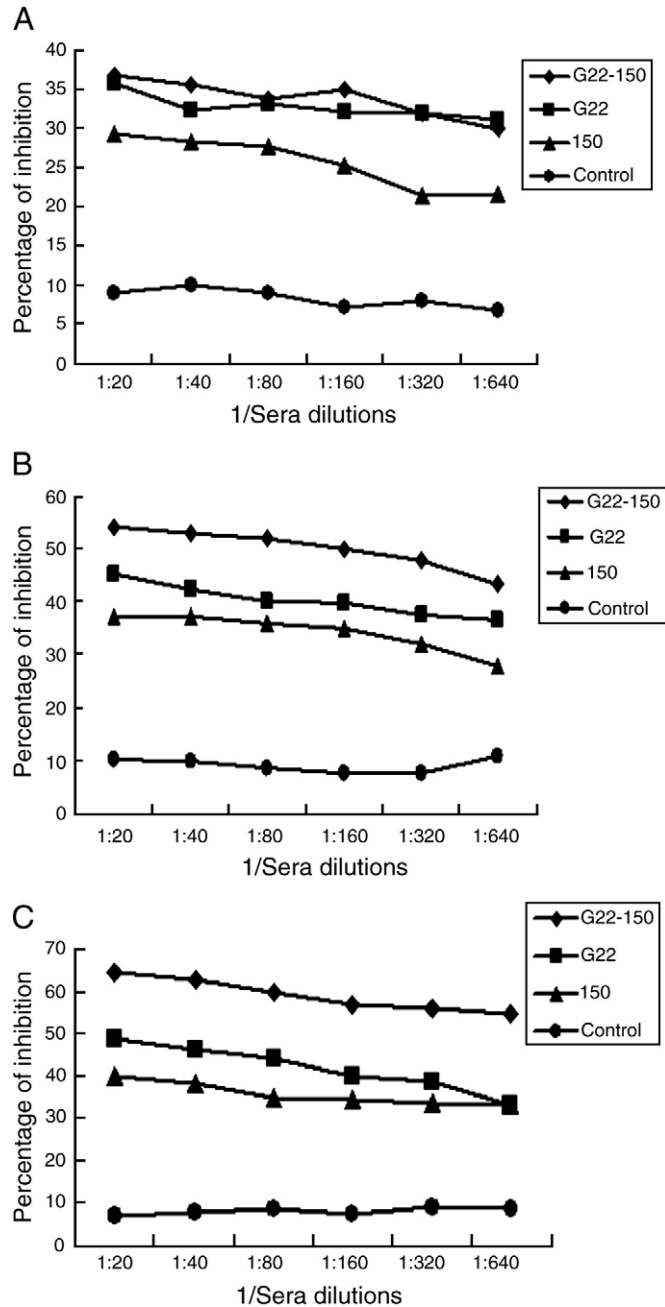 A
Percentage of inhibition
40
35
30
25
20
15
10
5
0
1:20 1:40 1:80 1:160 1:320 1:640
1/Sera dilutions
G22-150
G22
150
Control
B
Percentage of inhibition
60
50
40
30
20
10
0
1:20 1:40 1:80 1:160 1:320 1:640
1/Sera dilutions
G22-150
G22
150
Control
C
Percentage of inhibition
70
60
50
40
30
20
10
0
1:20 1:40 1:80 1:160 1:320 1:640
1/Sera dilutions
G22-150
G22
150
Control